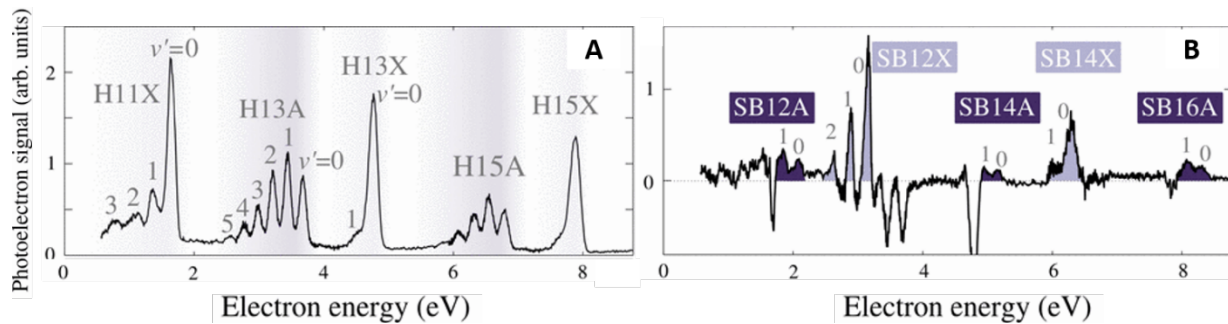 Photoelectron signal (arb. units)
2
1
0
A
v'=0
H11X
1
2
3
H13A
v'=0
1
2
3
4
5
H13X
v'=0
1
H15A
H15X
0 2 4 6 8
Electron energy (eV)
B
1
0
SB12A
1 0
SB12X
0
1
2
SB14A
1 0
SB14X
0
1
SB16A
1 0
2 4 6 8
Electron energy (eV)